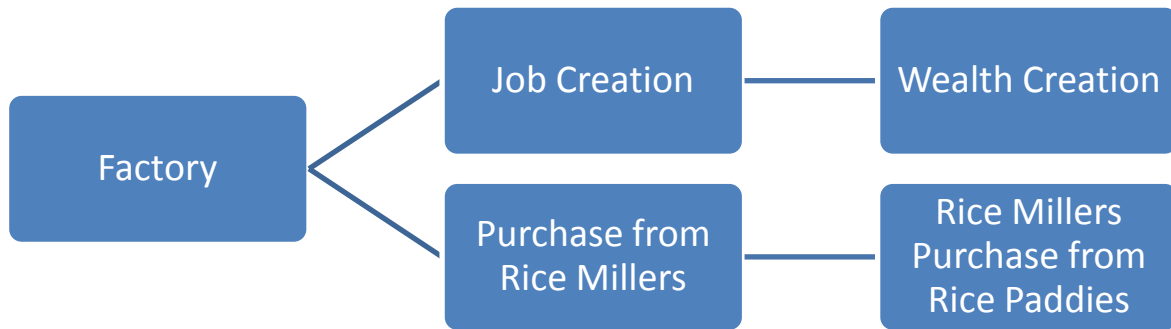 Factory
Job Creation
Wealth Creation
Purchase from
Rice Millers
Rice Millers
Purchase from
Rice Paddies